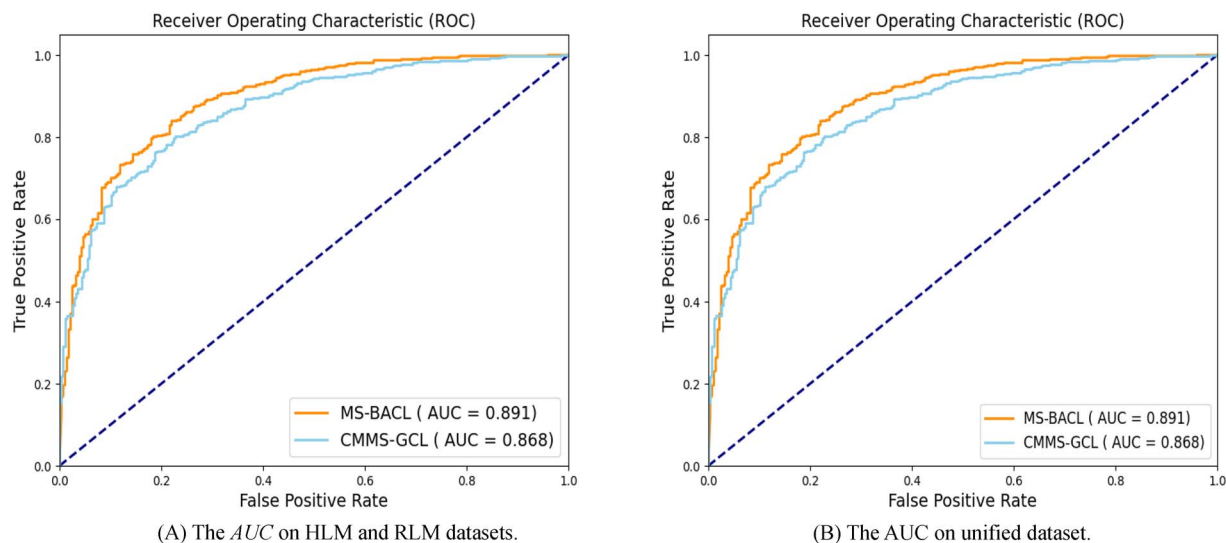 Receiver Operating Characteristic (ROC)
1.0
0.8
0.6
0.4
0.2
0.0
True Positive Rate
MS-BACL ( AUC = 0.891)
CMMS-GCL ( AUC = 0.868)
0.0 0.2 0.4 0.6 0.8 1.0
False Positive Rate
(A) The AUC on HLM and RLM datasets.
Receiver Operating Characteristic (ROC)
1.0
0.8
0.6
0.4
0.2
0.0
True Positive Rate
MS-BACL ( AUC = 0.891)
CMMS-GCL ( AUC = 0.868)
0.0 0.2 0.4 0.6 0.8 1.0
False Positive Rate
(B) The AUC on unified dataset.